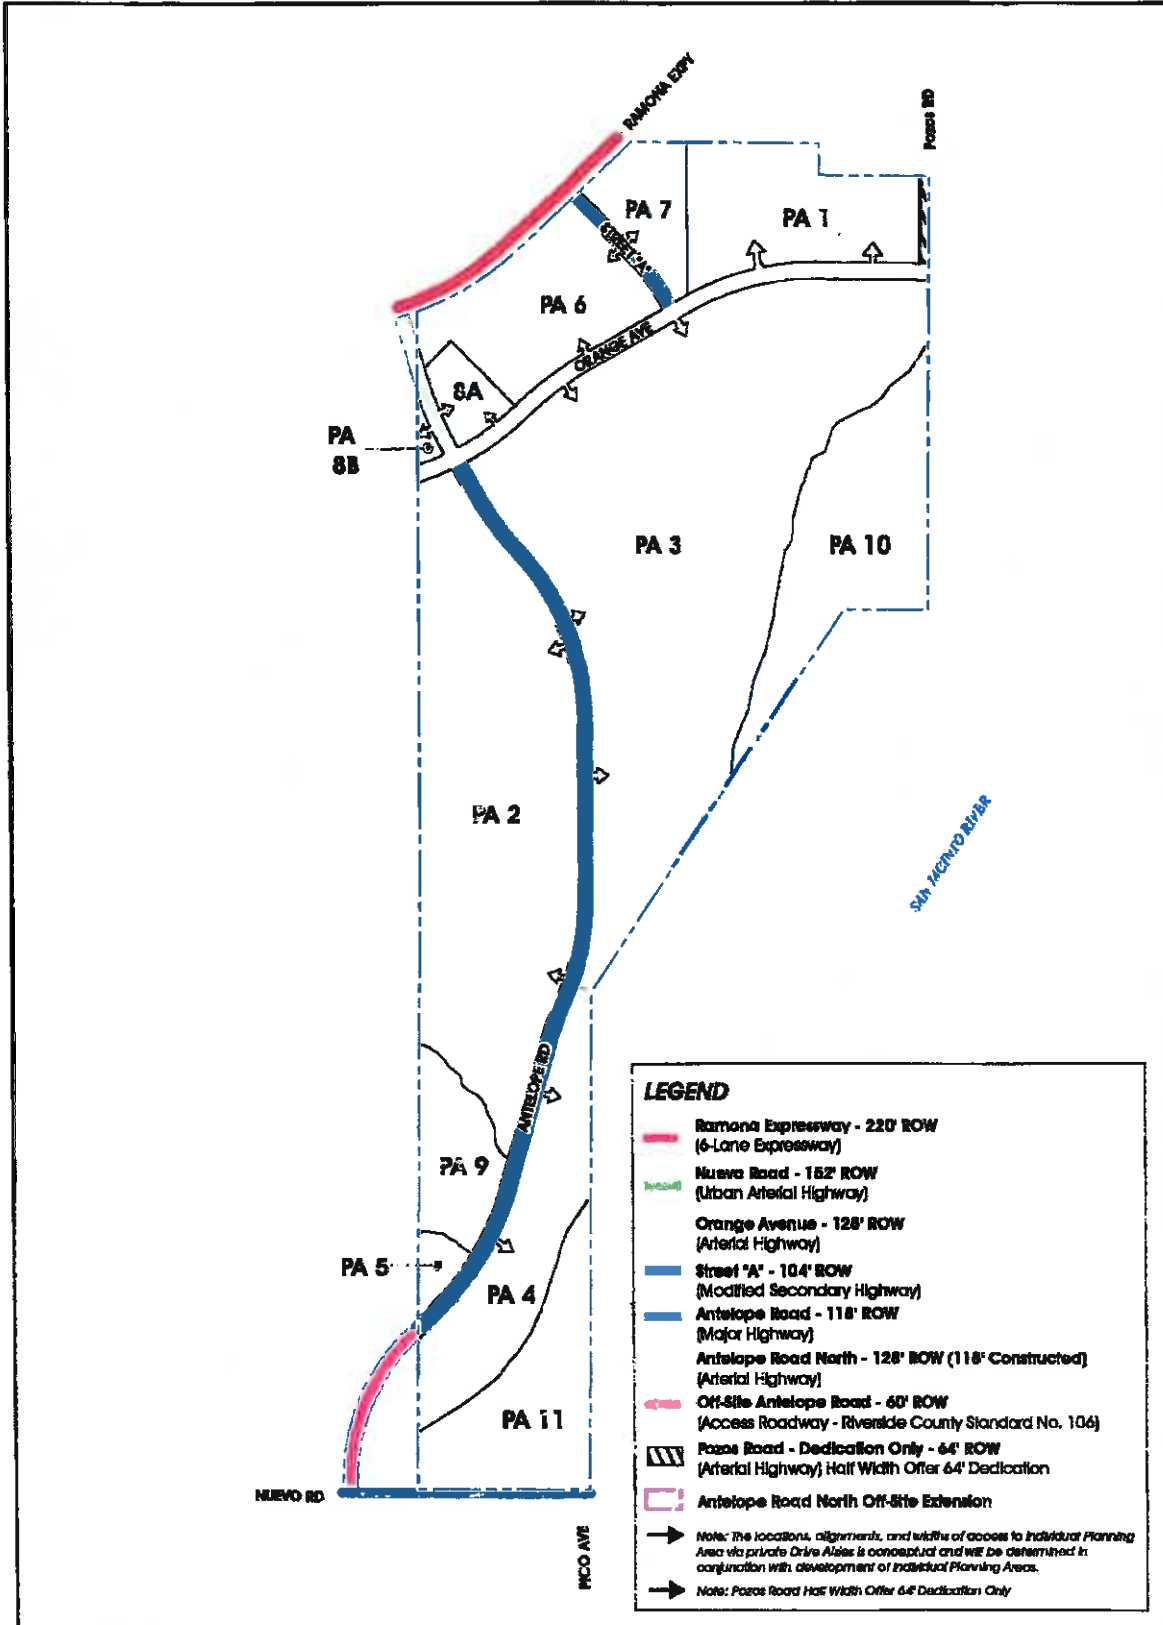 RAMONA EXPY
POZOS RD
PA 7
PA 1
STREET "A"
PA 6
ORANGE AVE
8A
PA
8B
PA 3
PA 10
PA 2
SAN JACINTO RIVER
ANTELOPE RD
PA 9
PA 5
PA 4
PA 11
NUEVO RD
PICO AVE
LEGEND
Ramona Expressway - 220' ROW
(6-Lane Expressway)
Nuevo Road - 152' ROW
(Urban Arterial Highway)
Orange Avenue - 128' ROW
(Arterial Highway)
Street "A" - 104' ROW
(Modified Secondary Highway)
Antelope Road - 118' ROW
(Major Highway)
Antelope Road North - 128' ROW (118' Constructed)
(Arterial Highway)
Off-Site Antelope Road - 60' ROW
(Access Roadway - Riverside County Standard No. 106)
Pozos Road - Dedication Only - 64' ROW
(Arterial Highway) Half Width Offer 64' Dedication
Antelope Road North Off-Site Extension
Note: The locations, alignments, and widths of access to Individual Planning
Area via private Drive Aisles is conceptual and will be determined in
conjunation with development of Individual Planning Areas.
Note: Pozos Road Half Width Offer 64' Dedication Only